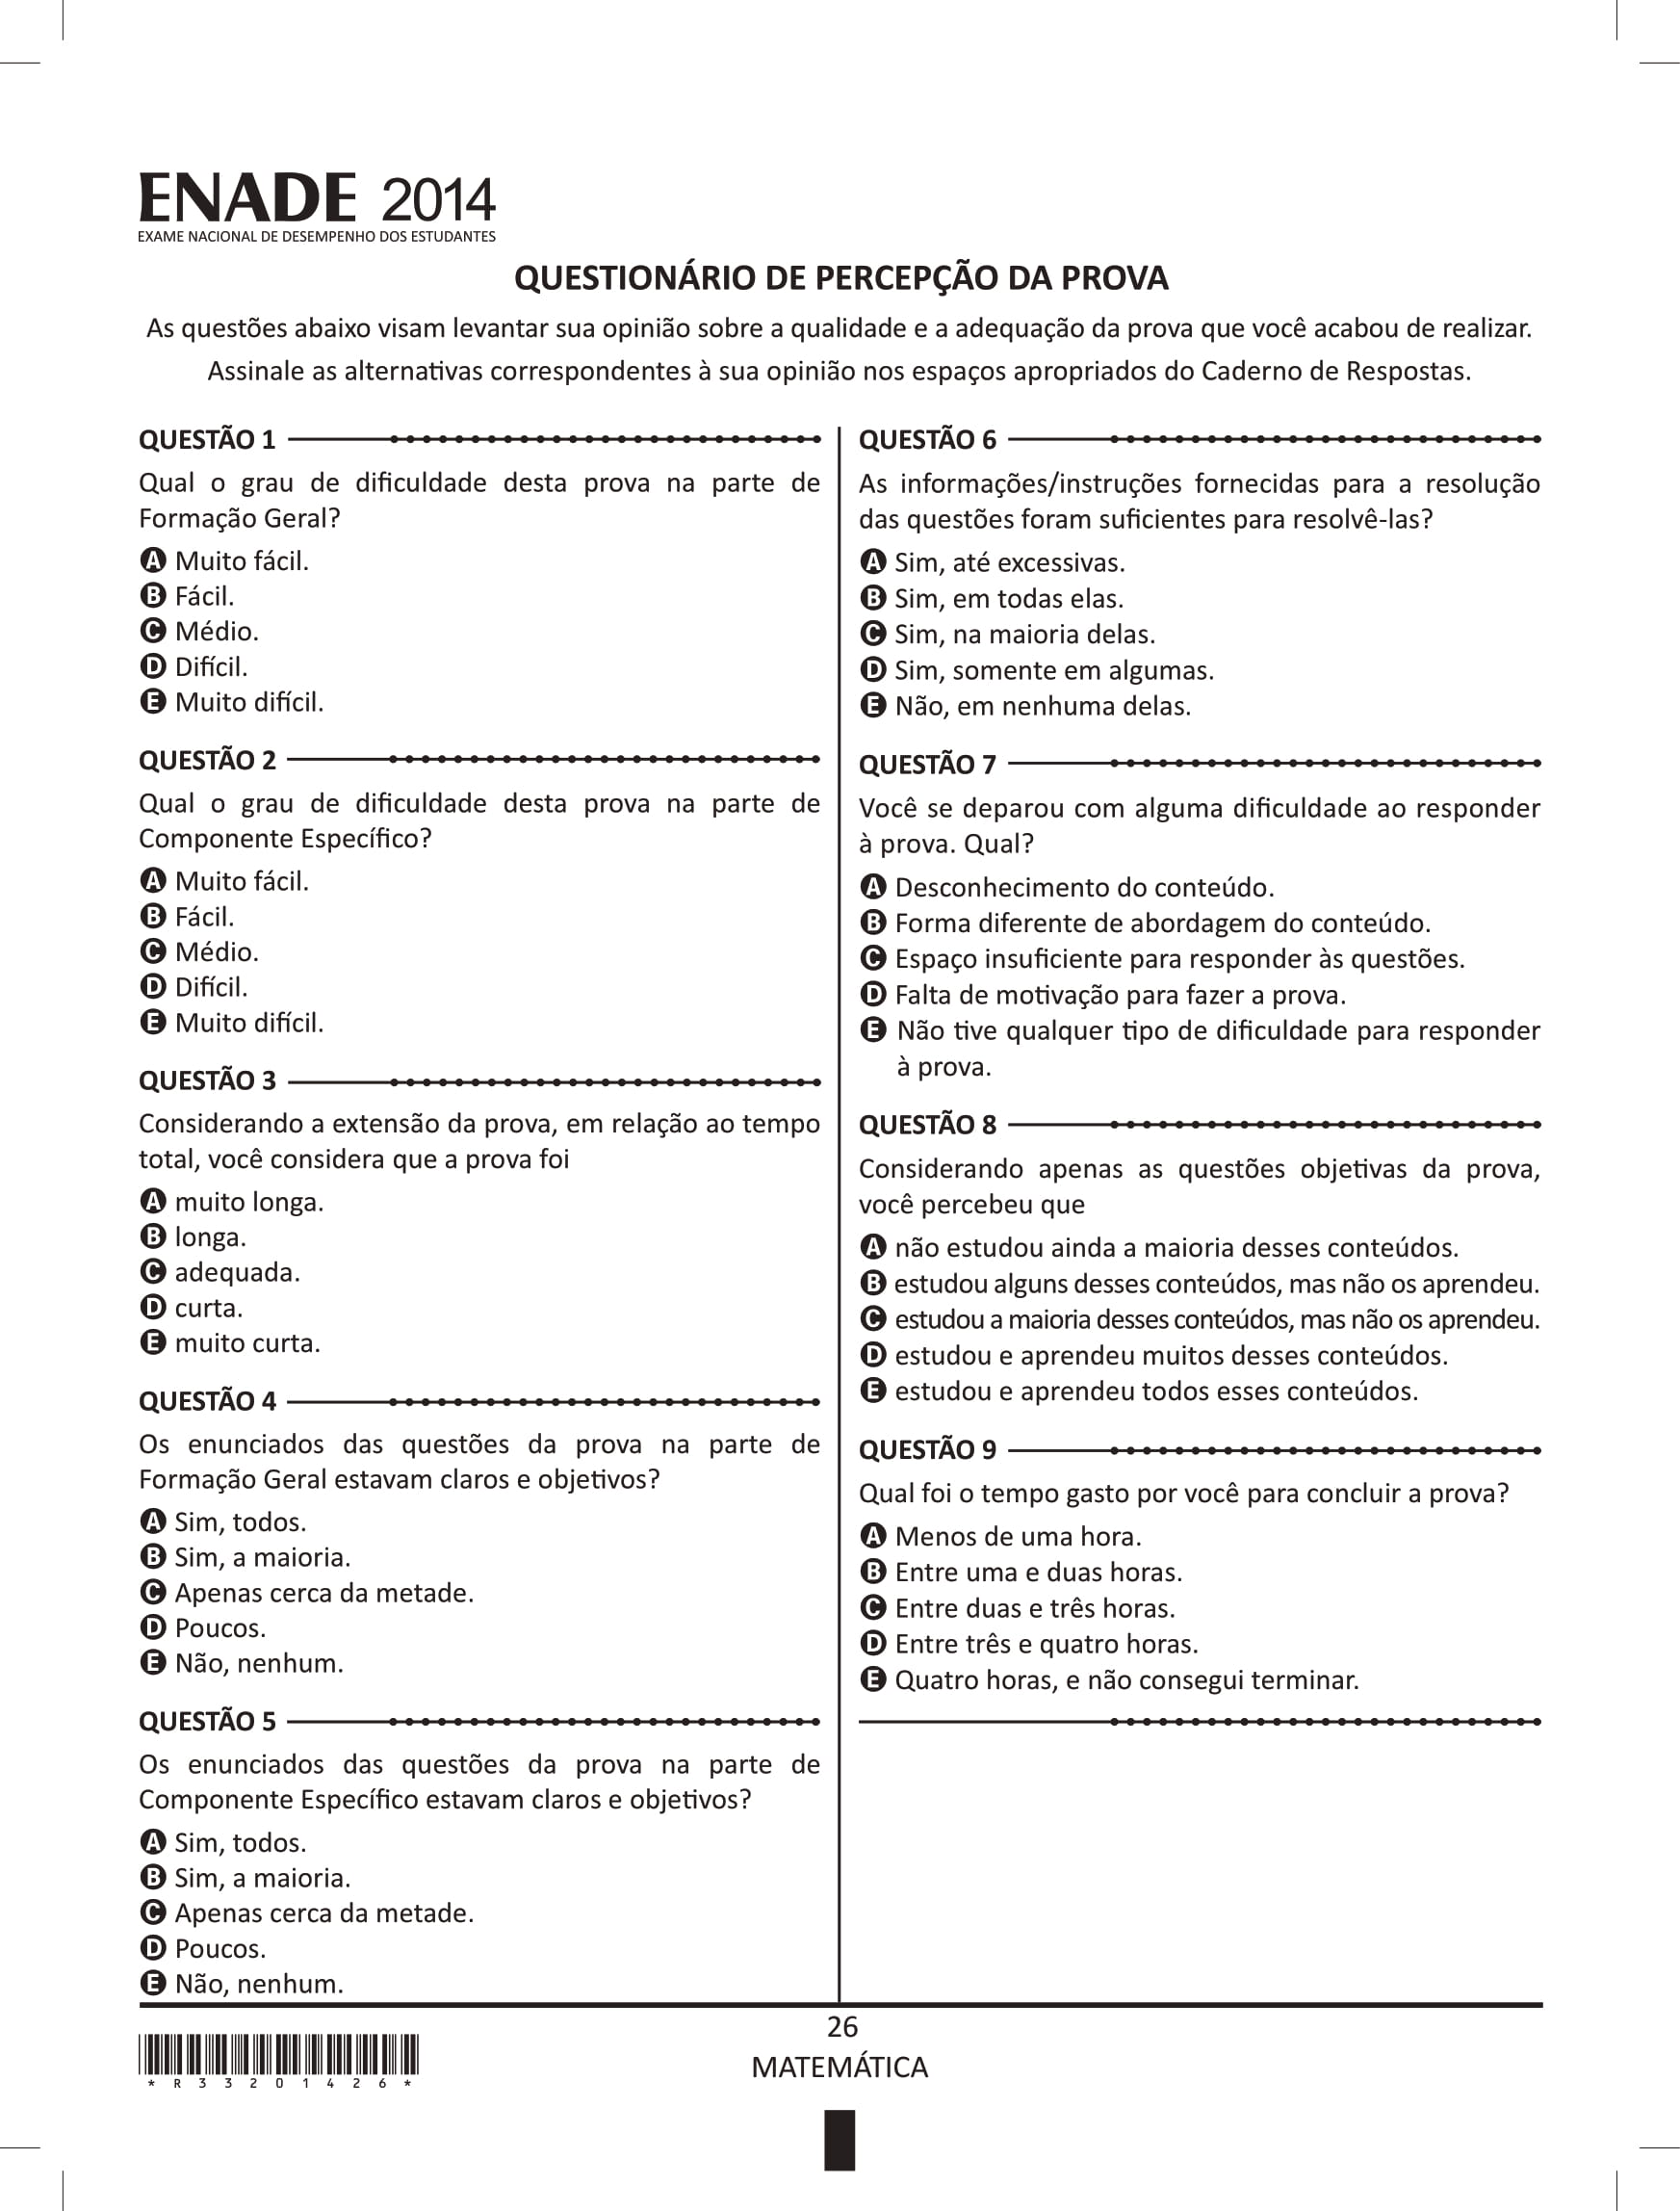 ENADE 2014
EXAME NACIONAL DE DESEMPENHO DOS ESTUDANTES
QUESTIONÁRIO DE PERCEPÇÃO DA PROVA
As questões abaixo visam levantar sua opinião sobre a qualidade e a adequação da prova que você acabou de realizar.
Assinale as alternativas correspondentes à sua opinião nos espaços apropriados do Caderno de Respostas.
QUESTÃO 1
Qual o grau de dificuldade desta prova na parte de
Formação Geral?
A Muito fácil.
B Fácil.
C Médio.
D Difícil.
E Muito difícil.
QUESTÃO 2
Qual o grau de dificuldade desta prova na parte de
Componente Específico?
A Muito fácil.
B Fácil.
C Médio.
D Difícil.
E Muito difícil.
QUESTÃO 3
Considerando a extensão da prova, em relação ao tempo
total, você considera que a prova foi
A muito longa.
B longa.
C adequada.
D curta.
E muito curta.
QUESTÃO 4
Os enunciados das questões da prova na parte de
Formação Geral estavam claros e objetivos?
A Sim, todos.
B Sim, a maioria.
C Apenas cerca da metade.
D Poucos.
E Não, nenhum.
QUESTÃO 5
Os enunciados das questões da prova na parte de
Componente Específico estavam claros e objetivos?
A Sim, todos.
B Sim, a maioria.
C Apenas cerca da metade.
D Poucos.
E Não, nenhum.
QUESTÃO 6
As informações/instruções fornecidas para a resolução
das questões foram suficientes para resolvê-las?
A Sim, até excessivas.
B Sim, em todas elas.
C Sim, na maioria delas.
D Sim, somente em algumas.
E Não, em nenhuma delas.
QUESTÃO 7
Você se deparou com alguma dificuldade ao responder
à prova. Qual?
A Desconhecimento do conteúdo.
B Forma diferente de abordagem do conteúdo.
C Espaço insuficiente para responder às questões.
D Falta de motivação para fazer a prova.
E Não tive qualquer tipo de dificuldade para responder
à prova.
QUESTÃO 8
Considerando apenas as questões objetivas da prova,
você percebeu que
A não estudou ainda a maioria desses conteúdos.
B estudou alguns desses conteúdos, mas não os aprendeu.
C estudou a maioria desses conteúdos, mas não os aprendeu.
D estudou e aprendeu muitos desses conteúdos.
E estudou e aprendeu todos esses conteúdos.
QUESTÃO 9
Qual foi o tempo gasto por você para concluir a prova?
A Menos de uma hora.
B Entre uma e duas horas.
C Entre duas e três horas.
D Entre três e quatro horas.
E Quatro horas, e não consegui terminar.
26
MATEMÁTICA
* R 3 3 2 0 1 4 2 6 *